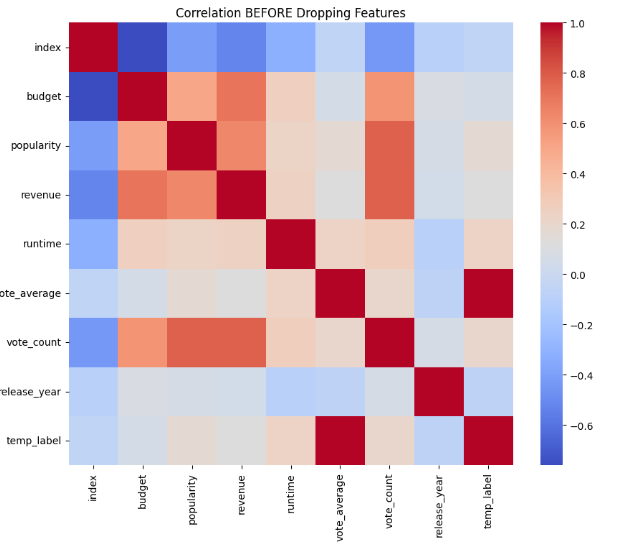 Correlation BEFORE Dropping Features
index
budget
popularity
revenue
runtime
ote_average
vote_count
elease_year
temp_label
index
budget
popularity
revenue
runtime
vote_average
vote_count
release_year
temp_label
1.0
0.8
0.6
0.4
0.2
0.0
−0.2
−0.4
−0.6